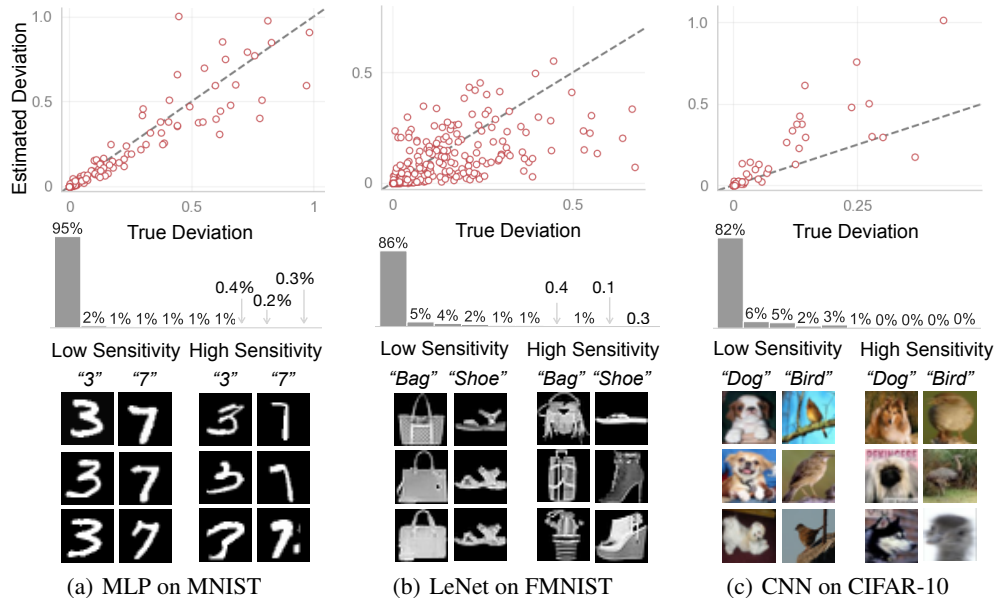 Estimated Deviation
1.0
0.5
0
0
0.5
1
True Deviation
95%
2%
1%
1%
1%
1%
1%
0.4%
0.2%
0.3%
Low Sensitivity
High Sensitivity
“3”
“7”
“3”
“7”
(a) MLP on MNIST
0.5
0
0
0.5
True Deviation
86%
5%
4%
2%
1%
1%
0.4
1%
0.1
0.3
Low Sensitivity
High Sensitivity
“Bag”
“Shoe”
“Bag”
“Shoe”
(b) LeNet on FMNIST
1.0
0.5
0
0
0.25
True Deviation
82%
6%
5%
2%
3%
1%
0%
0%
0%
0%
Low Sensitivity
High Sensitivity
“Dog”
“Bird”
“Dog”
“Bird”
PEKINGESE
(c) CNN on CIFAR-10